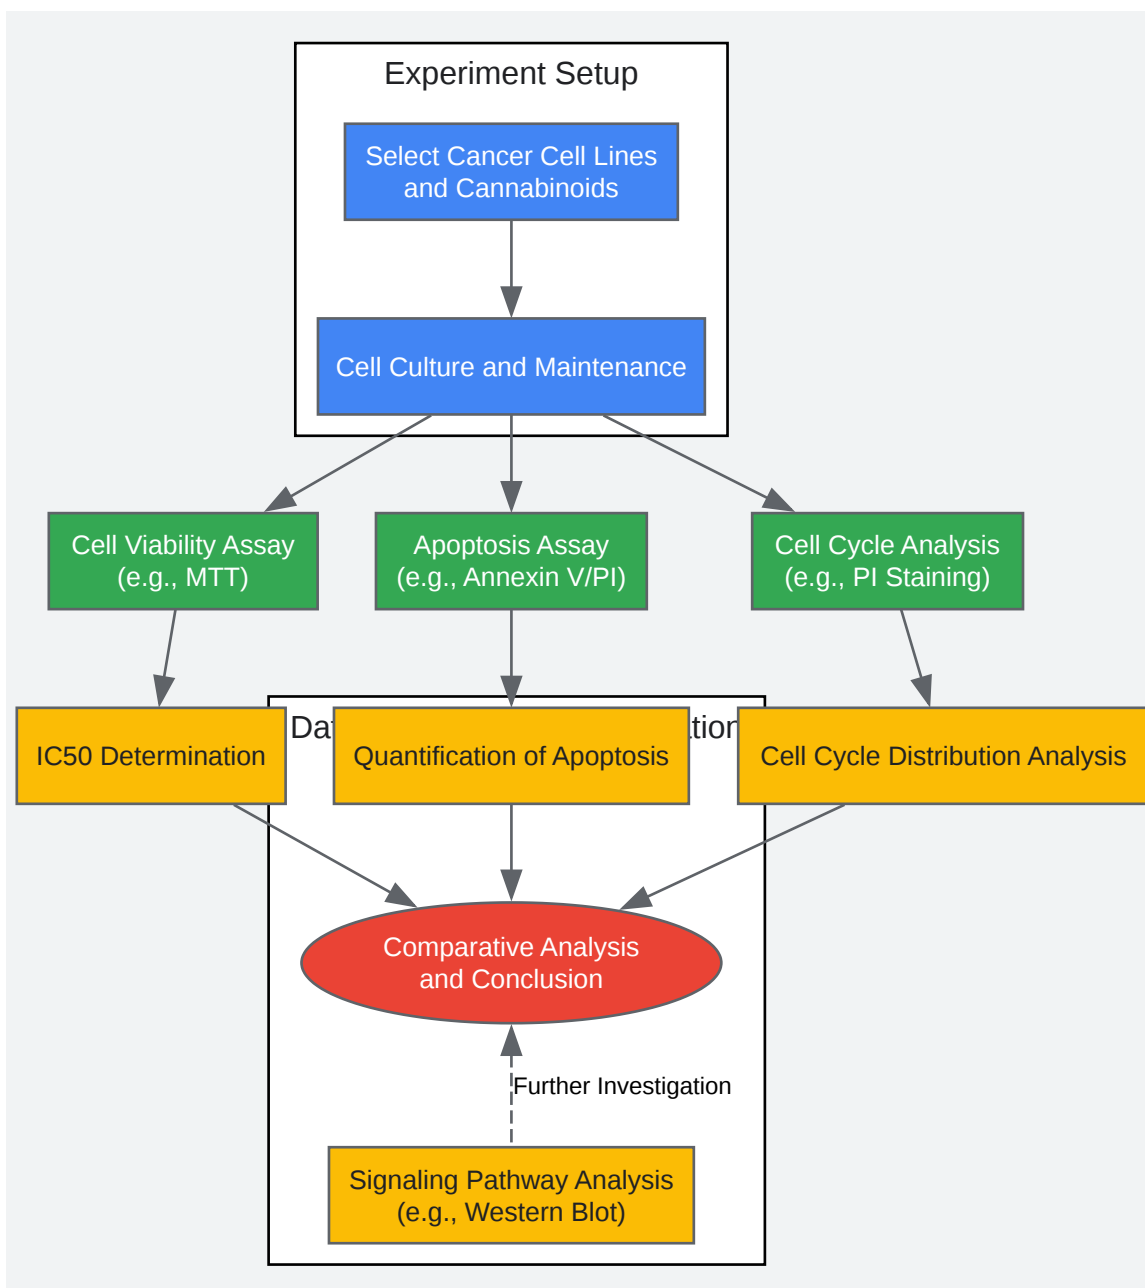 Experiment Setup
Select Cancer Cell Lines
and Cannabinoids
Cell Culture and Maintenance
Cell Viability Assay
(e.g., MTT)
Apoptosis Assay
(e.g., Annexin V/PI)
Cell Cycle Analysis
(e.g., PI Staining)
IC50 Determination
Quantification of Apoptosis
Cell Cycle Distribution Analysis
Comparative Analysis
and Conclusion
Further Investigation
Signaling Pathway Analysis
(e.g., Western Blot)